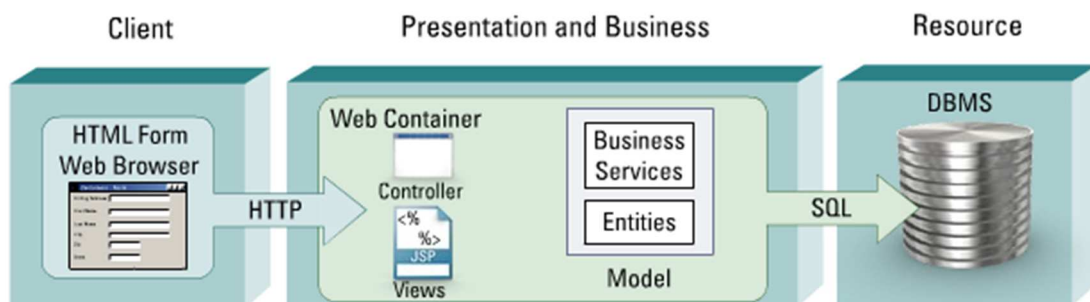 Client
Presentation and Business
Resource
HTML Form
Web Browser
HTTP
Web Container
Controller
<%
%>
JSP
Views
Business
Services
Entities
Model
SQL
DBMS